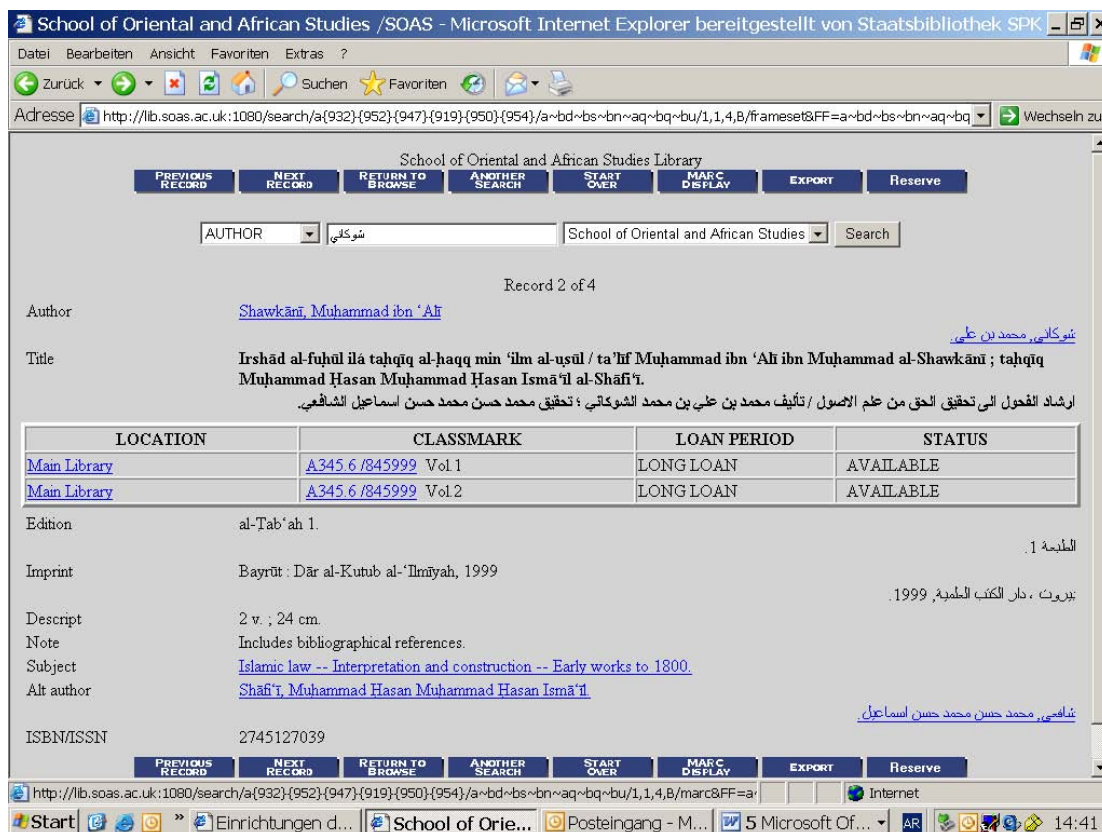 School of Oriental and African Studies /SOAS - Microsoft Internet Explorer bereitgestellt von Staatsbibliothek SPK
Datei Bearbeiten Ansicht Favoriten Extras ?
Zurück Suchen Favoriten
Adresse http://lib.soas.ac.uk:1080/search/a{932}{952}{947}{919}{950}{954}/a~bd~bs~bn~aq~bq~bu/1,1,4,B/frameset&FF=a~bd~bs~bn~aq~bq Wechseln zu
School of Oriental and African Studies Library
PREVIOUS RECORD NEXT RECORD RETURN TO BROWSE ANOTHER SEARCH START OVER MARC DISPLAY EXPORT Reserve
AUTHOR شوكاني School of Oriental and African Studies Search
Record 2 of 4
Author Shawkānī, Muḥammad ibn ‘Alī
شوكاني, محمد بن علي.
Title Irshād al-fuḥūl ilá taḥqīq al-ḥaqq min ‘ilm al-uṣūl / ta’līf Muḥammad ibn ‘Alī ibn Muḥammad al-Shawkānī ; taḥqīq
Muḥammad Ḥasan Muḥammad Ḥasan Ismā‘īl al-Shāfi‘ī.
ارشاد الفحول الى تحقيق الحق من علم الاصول / تأليف محمد بن علي بن محمد الشوكاني ؛ تحقيق محمد حسن محمد حسن اسماعيل الشافعي.
LOCATION CLASSMARK LOAN PERIOD STATUS
Main Library A345.6 /845999 Vol.1 LONG LOAN AVAILABLE
Main Library A345.6 /845999 Vol.2 LONG LOAN AVAILABLE
Edition al-Ṭab‘ah 1.
الطبعة 1.
Imprint Bayrūt : Dār al-Kutub al-‘Ilmīyah, 1999
بيروت ، دار الكتب العلمية, 1999.
Descript 2 v. ; 24 cm.
Note Includes bibliographical references.
Subject Islamic law -- Interpretation and construction -- Early works to 1800.
Alt author Shāfi‘ī, Muḥammad Ḥasan Muḥammad Ḥasan Ismā‘īl.
شافعي, محمد حسن محمد حسن اسماعيل.
ISBN/ISSN 2745127039
PREVIOUS RECORD NEXT RECORD RETURN TO BROWSE ANOTHER SEARCH START OVER MARC DISPLAY EXPORT Reserve
http://lib.soas.ac.uk:1080/search/a{932}{952}{947}{919}{950}{954}/a~bd~bs~bn~aq~bq~bu/1,1,4,B/marc&FF=a~ Internet
Start » Einrichtungen d... School of Orie... Posteingang - M... 5 Microsoft Of... AR 14:41